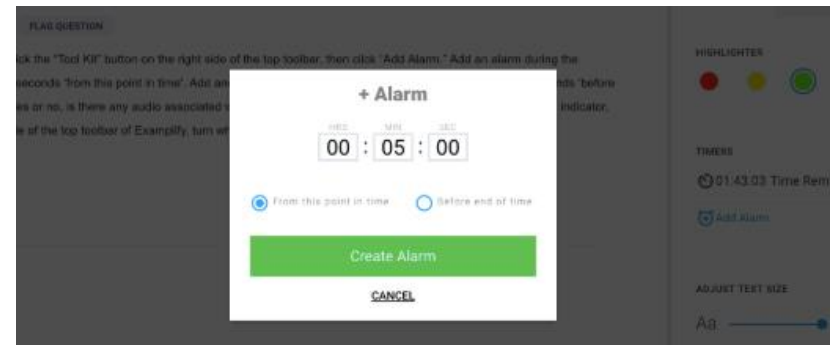 FLAG QUESTION
ick the "Tool Kit" button on the right side of the top toolbar, then click "Add Alarm." Add an alarm during the
seconds "from this point in time". Add an
nds "before
es or no, is there any audio associated
indicator.
e of the top toolbar of Examplify, turn wh
+ Alarm
HRS MIN SEC
00 : 05 : 00
From this point in time Before end of time
Create Alarm
CANCEL
HIGHLIGHTER
TIMERS
01:43:03 Time Rem
Add Alarm
ADJUST TEXT SIZE
Aa